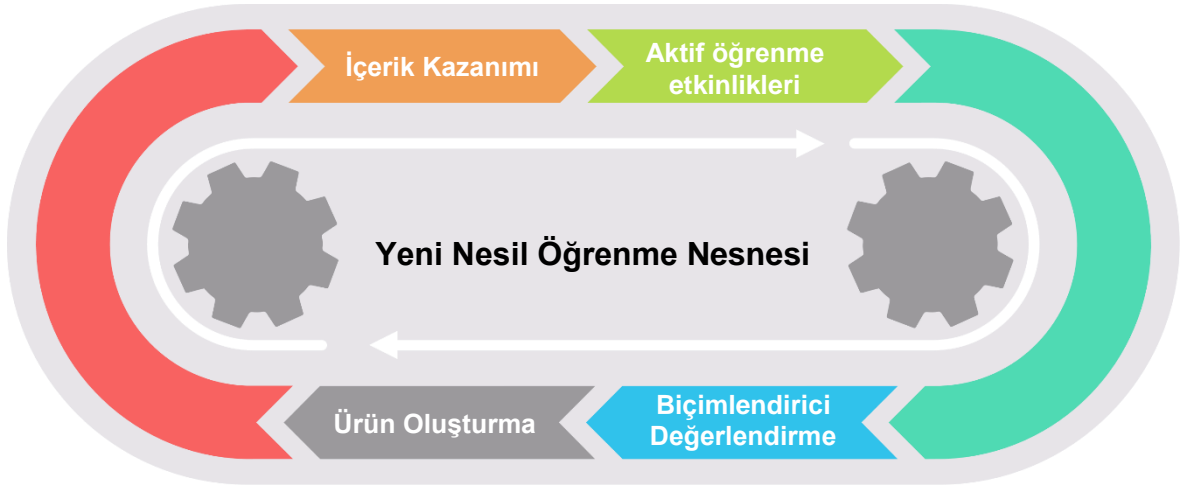 İçerik Kazanımı
Aktif öğrenme
etkinlikleri
Yeni Nesil Öğrenme Nesnesi
Ürün Oluşturma
Biçimlendirici
Değerlendirme